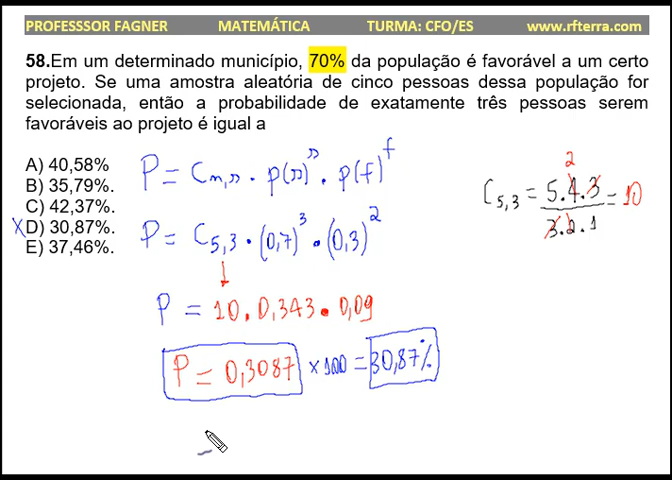 PROFESSSOR FAGNER MATEMÁTICA TURMA: CFO/ES www.rfterra.com
58.Em um determinado município, 70% da população é favorável a um certo
projeto. Se uma amostra aleatória de cinco pessoas dessa população for
selecionada, então a probabilidade de exatamente três pessoas serem
favoráveis ao projeto é igual a
A) 40,58%
B) 35,79%.
C) 42,37%.
X D) 30,87%.
E) 37,46%.
P = C n,s . p(s)^s . p(f)^f
P = C 5,3 . (0,7)^3 . (0,3)^2
P = 10 . 0,343 . 0,09
P = 0,3087 x 100 = 30,87%
2
C 5,3 = 5.4.3 = 10
3.2.1